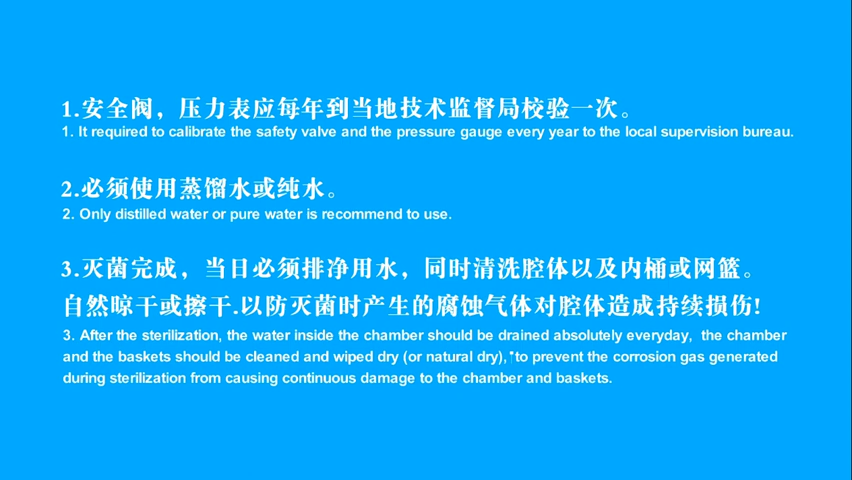 1.安全阀，压力表应每年到当地技术监督局校验一次。
1. It required to calibrate the safety valve and the pressure gauge every year to the local supervision bureau.
2.必须使用蒸馏水或纯水。
2. Only distilled water or pure water is recommend to use.
3.灭菌完成，当日必须排净用水，同时清洗腔体以及内桶或网篮。
自然晾干或擦干.以防灭菌时产生的腐蚀气体对腔体造成持续损伤!
3. After the sterilization, the water inside the chamber should be drained absolutely everyday, the chamber
and the baskets should be cleaned and wiped dry (or natural dry), to prevent the corrosion gas generated
during sterilization from causing continuous damage to the chamber and baskets.